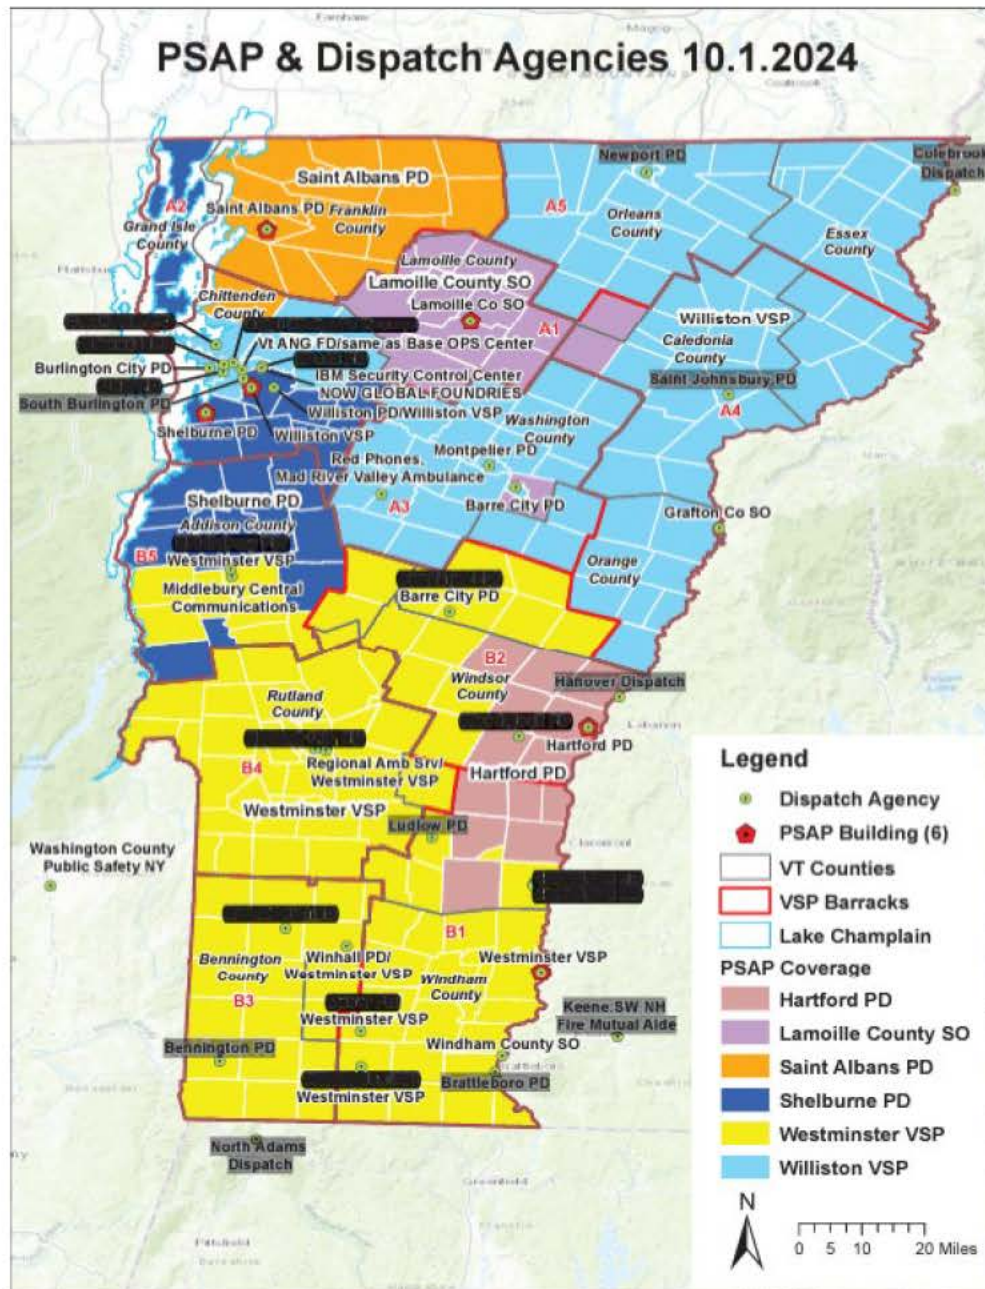 PSAP & Dispatch Agencies 10.1.2024
Newport PD
Colebrook
Dispatch
Saint Albans PD
A2
Saint Albans PD
Franklin
County
A5
Orleans
County
Grand Isle
County
Essex
County
Lamoille County
Lamoille County SO
Lamoille Co SO
Chittenden
County
A1
Williston VSP
Caledonia
County
Vt ANG FD/same as Base OPS Center
Burlington City PD
IBM Security Control Center
NOW GLOBAL FOUNDRIES
Saint Johnsbury PD
South Burlington PD
Williston PD/Williston VSP
A4
Shelburne PD
Williston VSP
Washington
County
Montpelier PD
Red Phones,
Mad River Valley Ambulance
Shelburne PD
A3
Barre City PD
Grafton Co SO
Addison County
B5
Westminster VSP
Orange
County
Middlebury Central
Communications
Barre City PD
B2
Windsor
County
Hanover Dispatch
Rutland
County
Lebanon
Hartford PD
B4
Regional Amb Srv/
Westminster VSP
Hartford PD
Westminster VSP
Ludlow PD
Claremont
Washington County
Public Safety NY
B1
Bennington
County
Winhall PD/
Westminster VSP
Westminster VSP
Windham
County
B3
Westminster VSP
Keene SW NH
Fire Mutual Aide
Bennington PD
Windham County SO
Brattleboro
Brattleboro PD
Westminster VSP
North Adams
Dispatch
Greenfield
Pittsfield
Legend
Dispatch Agency
PSAP Building (6)
VT Counties
VSP Barracks
Lake Champlain
PSAP Coverage
Hartford PD
Lamoille County SO
Saint Albans PD
Shelburne PD
Westminster VSP
Williston VSP
N
0 5 10 20 Miles